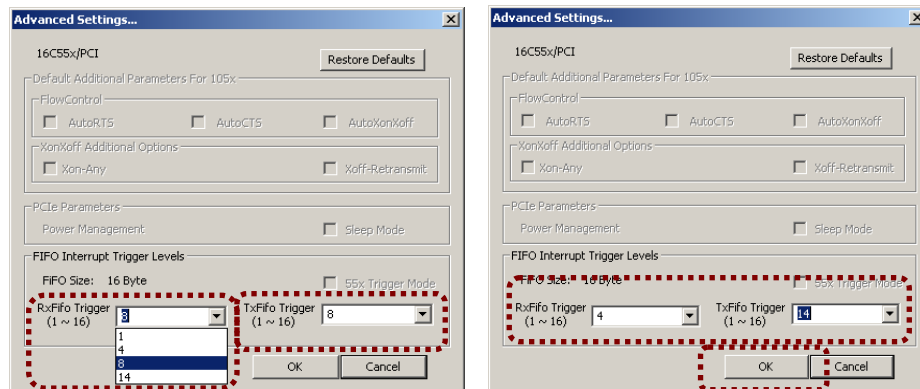 Advanced Settings...
16C55x/PCI
Restore Defaults
Default Additional Parameters For 105x
FlowControl
AutoRTS AutoCTS AutoXonXoff
XonXoff Additional Options
Xon-Any Xoff-Retransmit
PCIe Parameters
Power Management Sleep Mode
FIFO Interrupt Trigger Levels
FiFO Size: 16 Byte 55x Trigger Mode
RxFifo Trigger 8 TxFifo Trigger 8
(1 ~ 16) (1 ~ 16)
1
4
8
14
OK Cancel
Advanced Settings...
16C55x/PCI
Restore Defaults
Default Additional Parameters For 105x
FlowControl
AutoRTS AutoCTS AutoXonXoff
XonXoff Additional Options
Xon-Any Xoff-Retransmit
PCIe Parameters
Power Management Sleep Mode
FIFO Interrupt Trigger Levels
FiFO Size: 16 Byte 55x Trigger Mode
RxFifo Trigger 4 TxFifo Trigger 14
(1 ~ 16) (1 ~ 16)
OK Cancel